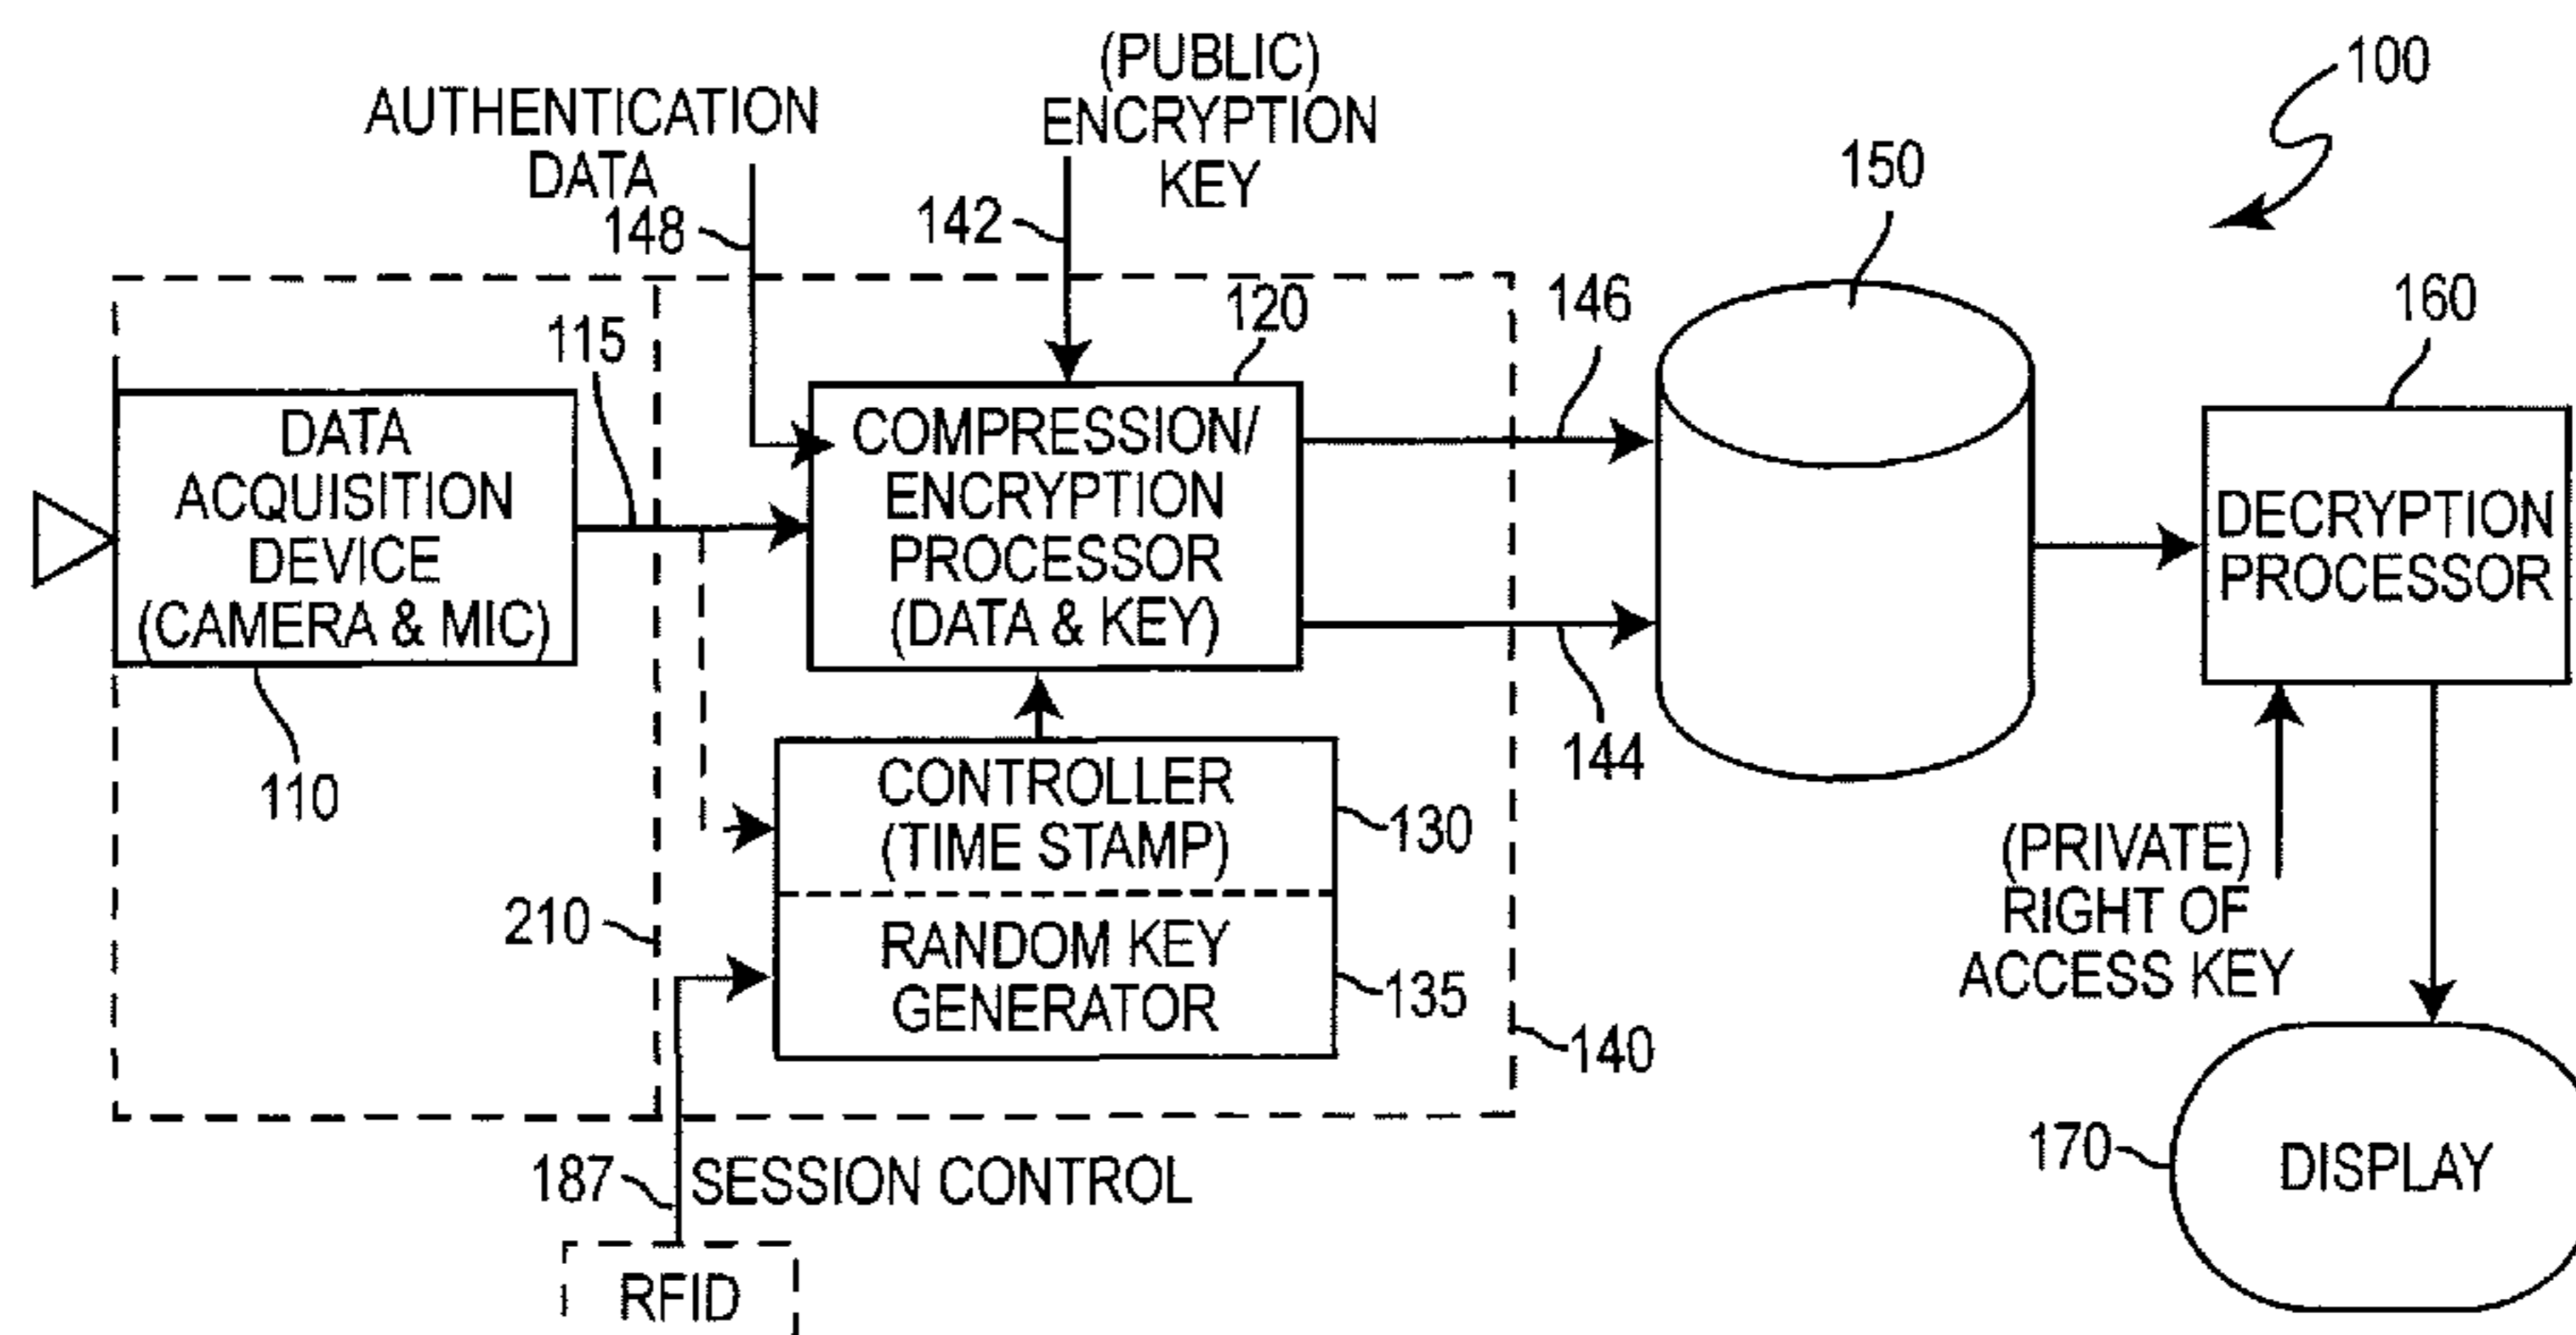 100
(PUBLIC)
ENCRYPTION
KEY
AUTHENTICATION
DATA
148
142
150
120
146
160
115
DATA
ACQUISITION
DEVICE
(CAMERA & MIC)
110
COMPRESSION/
ENCRYPTION
PROCESSOR
(DATA & KEY)
DECRYPTION
PROCESSOR
144
CONTROLLER
(TIME STAMP)
130
RANDOM KEY
GENERATOR
135
210
140
(PRIVATE)
RIGHT OF
ACCESS KEY
187
SESSION CONTROL
RFID
170
DISPLAY